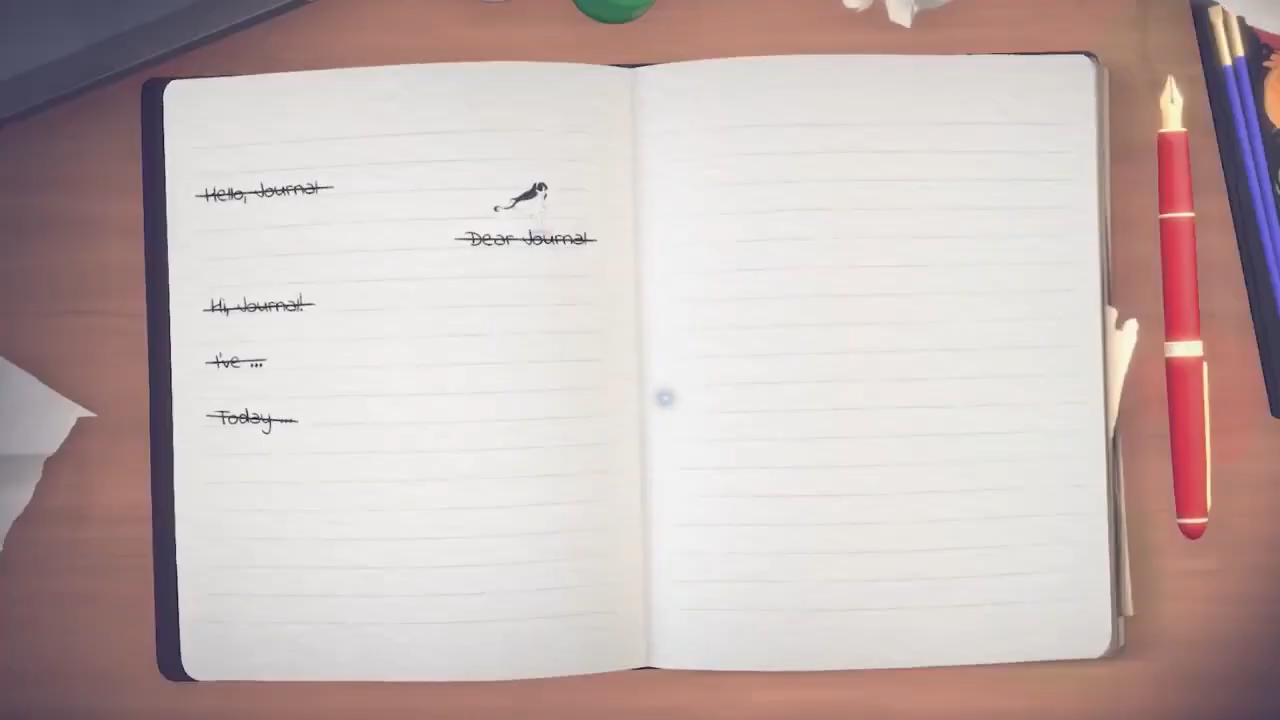 Hello, Journal
Dear Journal
Hi, Journal!
I've ...
Today ...